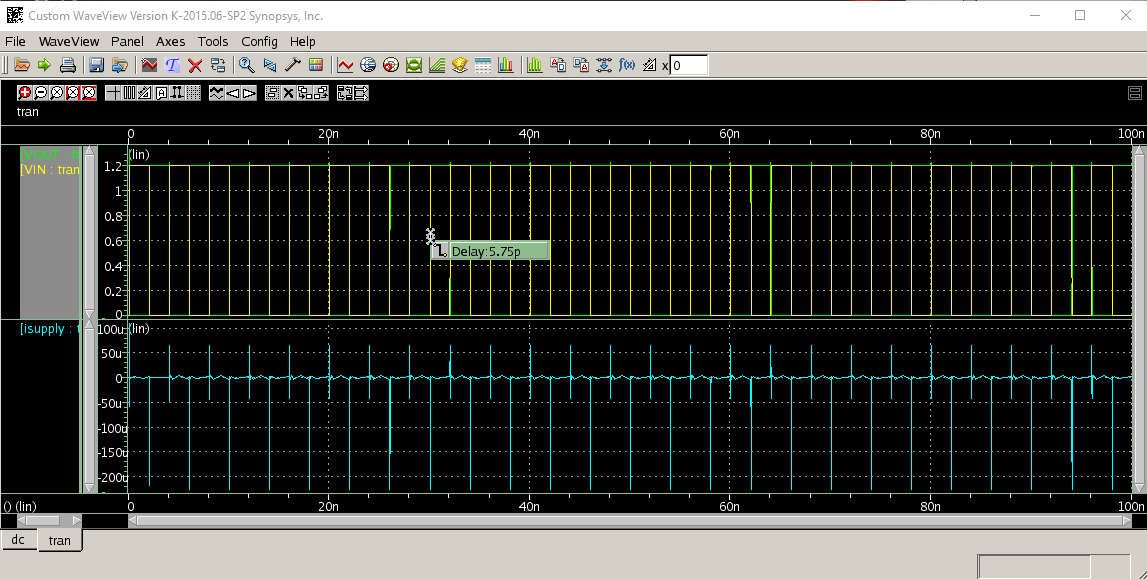 Custom WaveView Version K-2015.06-SP2 Synopsys, Inc.
File WaveView Panel Axes Tools Config Help
x 0
tran
0 20n 40n 60n 80n 100n
(lin)
[VIN : tran
1.2
1
0.8
0.6
0.4
0.2
0
Delay:5.75p
[isupply : t
(lin)
100u
50u
0
-50u
-100u
-150u
-200u
() (lin) 0 20n 40n 60n 80n 100n
dc tran